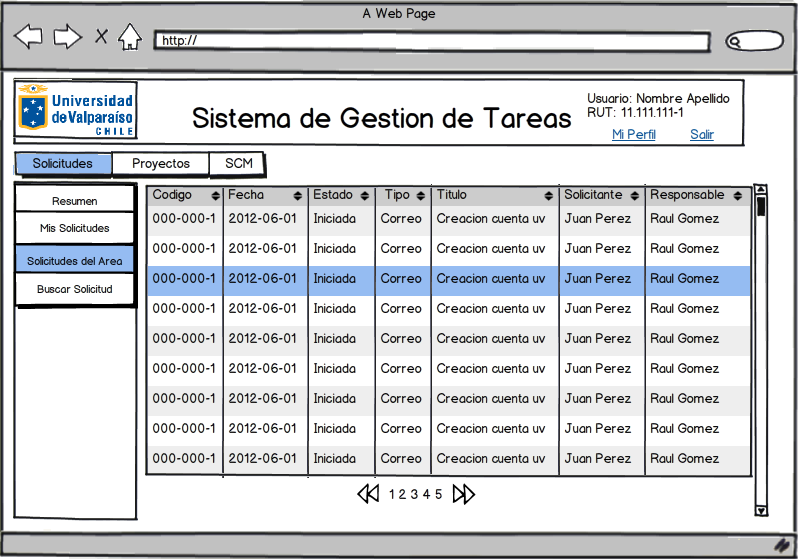 A Web Page
http://
Universidad
de Valparaíso
CHILE
Sistema de Gestion de Tareas
Usuario: Nombre Apellido
RUT: 11.111.111-1
Mi Perfil Salir
Solicitudes Proyectos SCM
Resumen
Mis Solicitudes
Solicitudes del Area
Buscar Solicitud
Codigo Fecha Estado Tipo Titulo Solicitante Responsable
000-000-1 2012-06-01 Iniciada Correo Creacion cuenta uv Juan Perez Raul Gomez
000-000-1 2012-06-01 Iniciada Correo Creacion cuenta uv Juan Perez Raul Gomez
000-000-1 2012-06-01 Iniciada Correo Creacion cuenta uv Juan Perez Raul Gomez
000-000-1 2012-06-01 Iniciada Correo Creacion cuenta uv Juan Perez Raul Gomez
000-000-1 2012-06-01 Iniciada Correo Creacion cuenta uv Juan Perez Raul Gomez
000-000-1 2012-06-01 Iniciada Correo Creacion cuenta uv Juan Perez Raul Gomez
000-000-1 2012-06-01 Iniciada Correo Creacion cuenta uv Juan Perez Raul Gomez
000-000-1 2012-06-01 Iniciada Correo Creacion cuenta uv Juan Perez Raul Gomez
000-000-1 2012-06-01 Iniciada Correo Creacion cuenta uv Juan Perez Raul Gomez
1 2 3 4 5